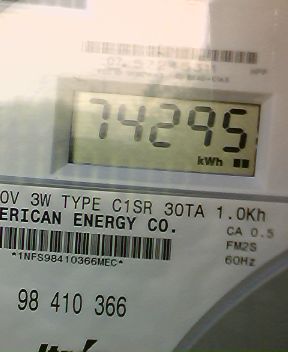 74295
kWh
0V 3W TYPE C1SR 30TA 1.0Kh
ERICAN ENERGY CO.
CA 0.5
FM2S
60Hz
*1NFS98410366MEC*
98 410 366